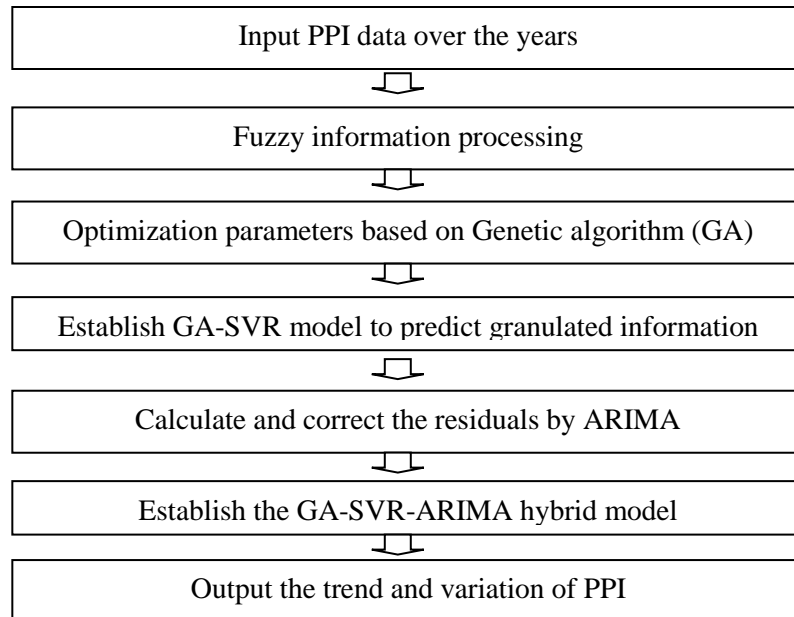 Input PPI data over the years
Fuzzy information processing
Optimization parameters based on Genetic algorithm (GA)
Establish GA-SVR model to predict granulated information
Calculate and correct the residuals by ARIMA
Establish the GA-SVR-ARIMA hybrid model
Output the trend and variation of PPI